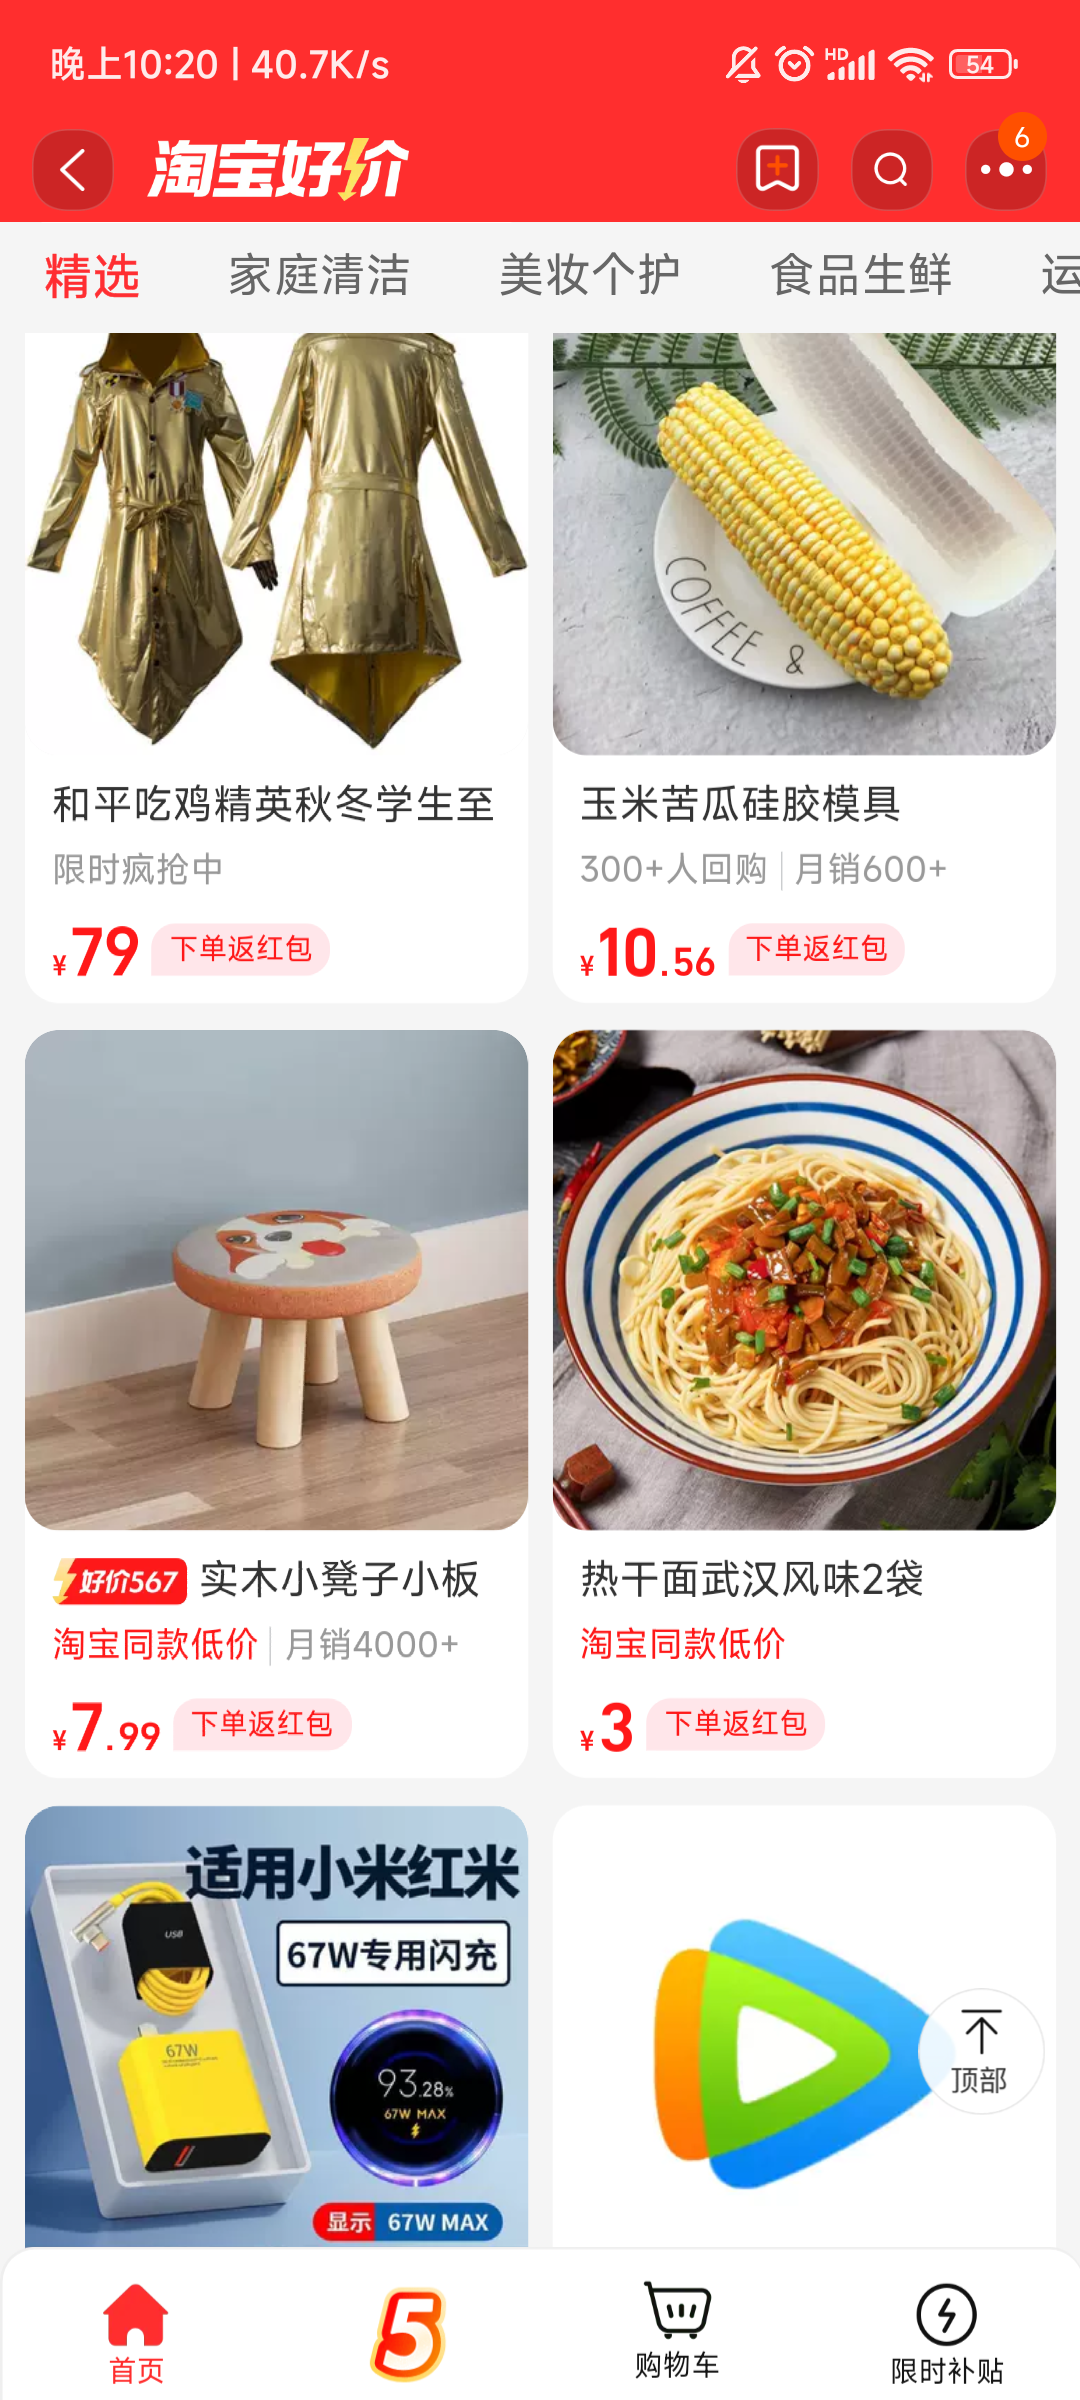 晚上10:20 | 40.7K/s
HD
54
淘宝好价
6
精选
家庭清洁
美妆个护
食品生鲜
运
COFFEE &
和平吃鸡精英秋冬学生至
限时疯抢中
¥79 下单返红包
玉米苦瓜硅胶模具
300+人回购 | 月销600+
¥10.56 下单返红包
好价567 实木小凳子小板
淘宝同款低价 | 月销4000+
¥7.99 下单返红包
热干面武汉风味2袋
淘宝同款低价
¥3 下单返红包
适用小米红米
67W专用闪充
USB
67W
93.28%
67W MAX
显示 67W MAX
顶部
首页
5
购物车
限时补贴